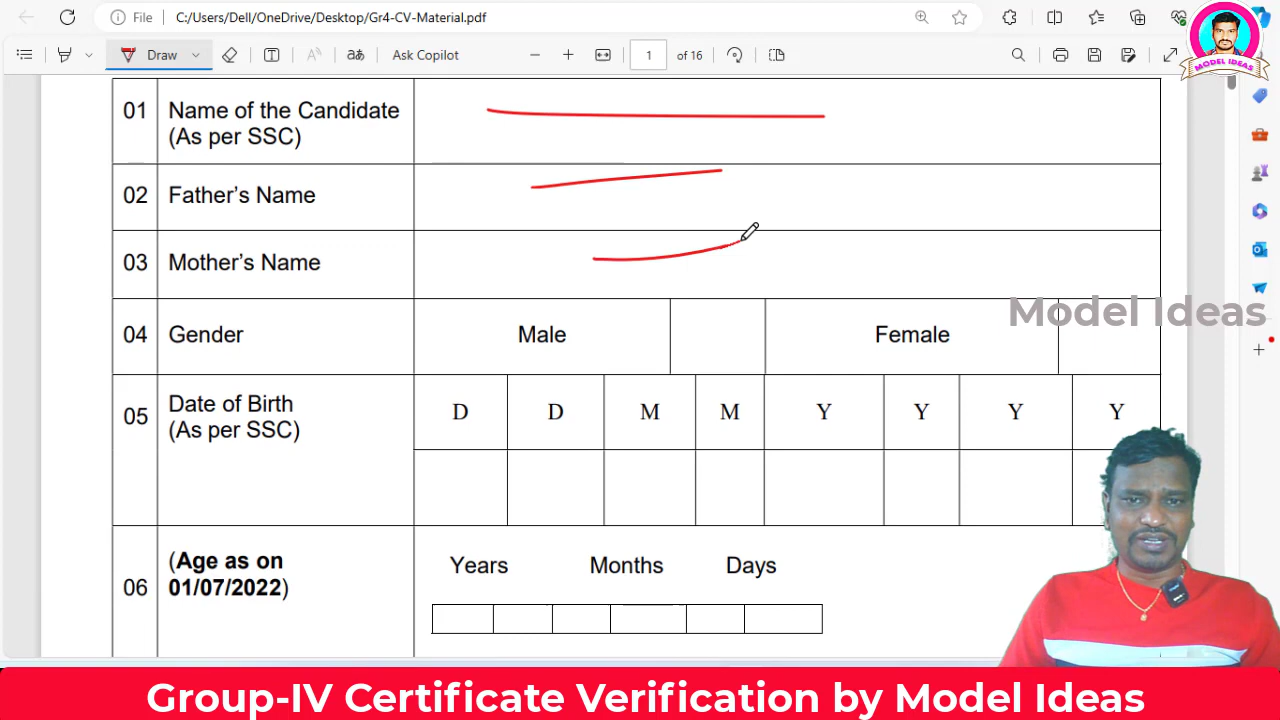 File C:/Users/Dell/OneDrive/Desktop/Gr4-CV-Material.pdf
Draw Ask Copilot 1 of 16
MODEL IDEAS
01 Name of the Candidate
(As per SSC)
02 Father's Name
03 Mother's Name
Model Ideas
04 Gender Male Female
05 Date of Birth
(As per SSC)
D D M M Y Y Y Y
06 (Age as on
01/07/2022)
Years Months Days
Group-IV Certificate Verification by Model Ideas